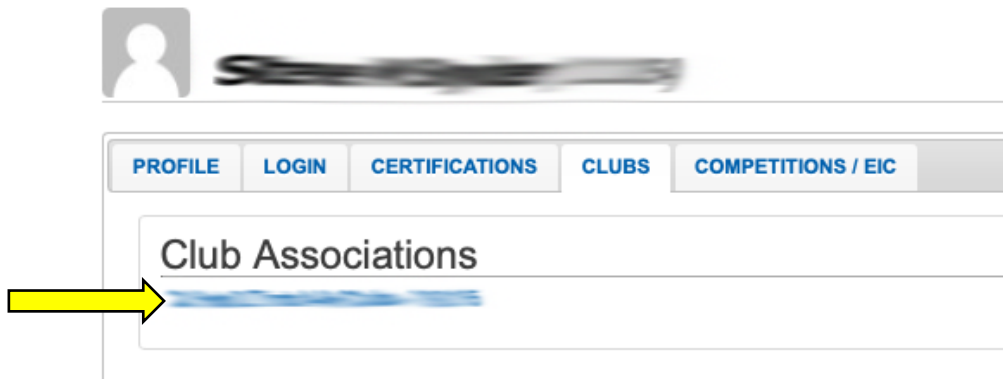 PROFILE LOGIN CERTIFICATIONS CLUBS COMPETITIONS / EIC
Club Associations